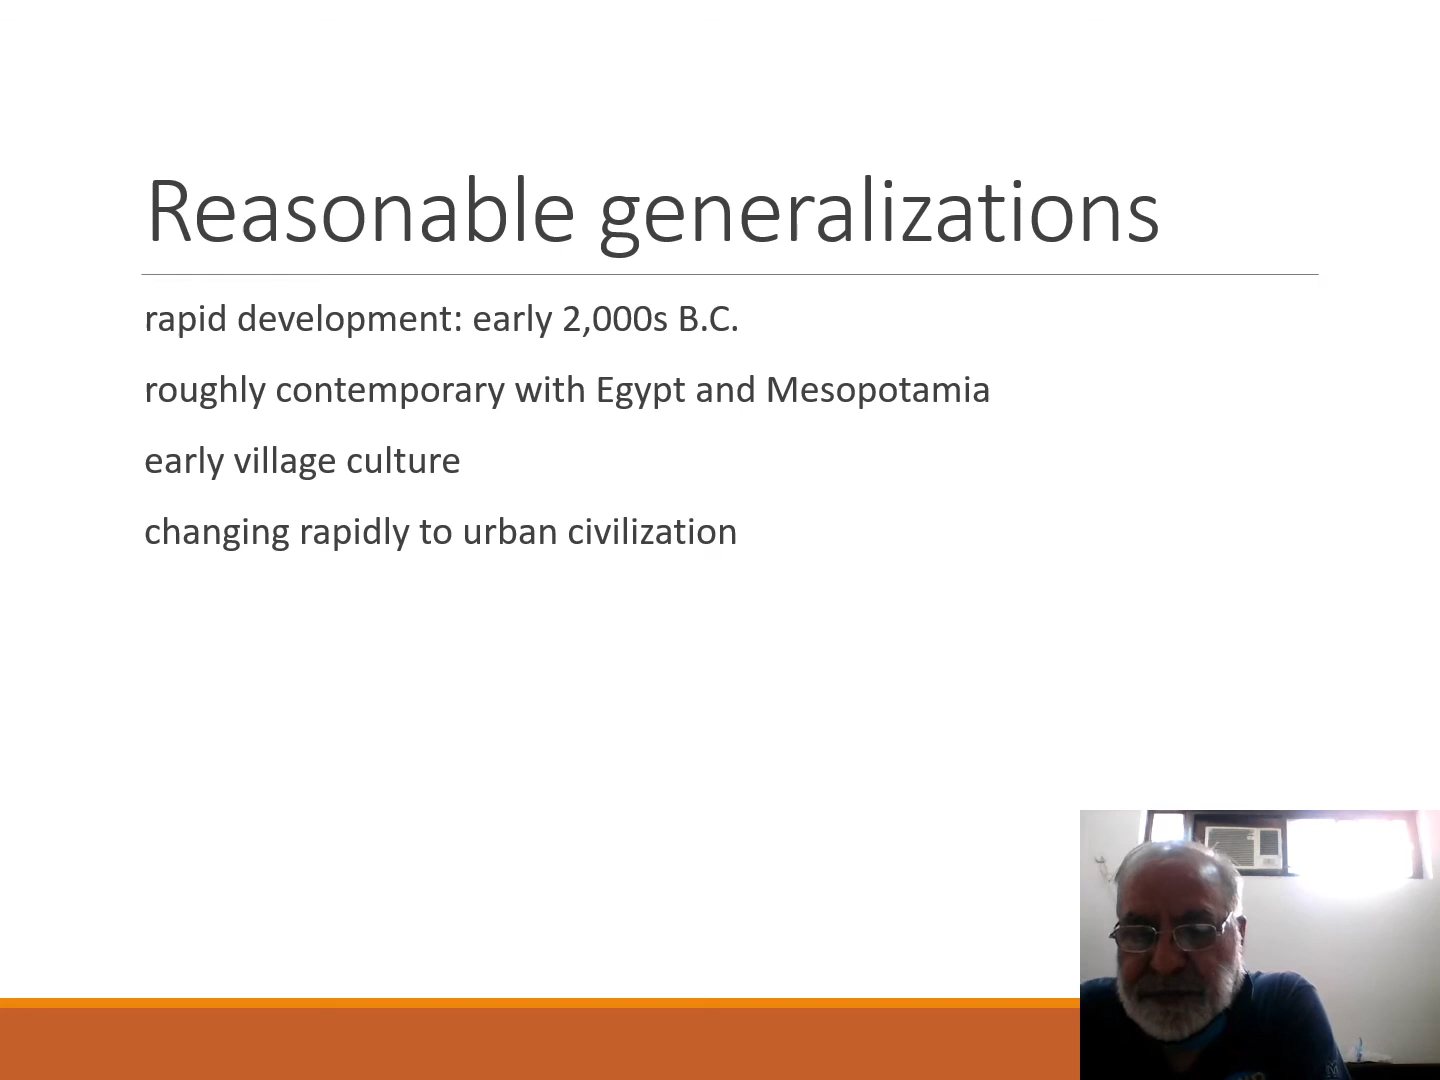 Reasonable generalizations
rapid development: early 2,000s B.C.
roughly contemporary with Egypt and Mesopotamia
early village culture
changing rapidly to urban civilization